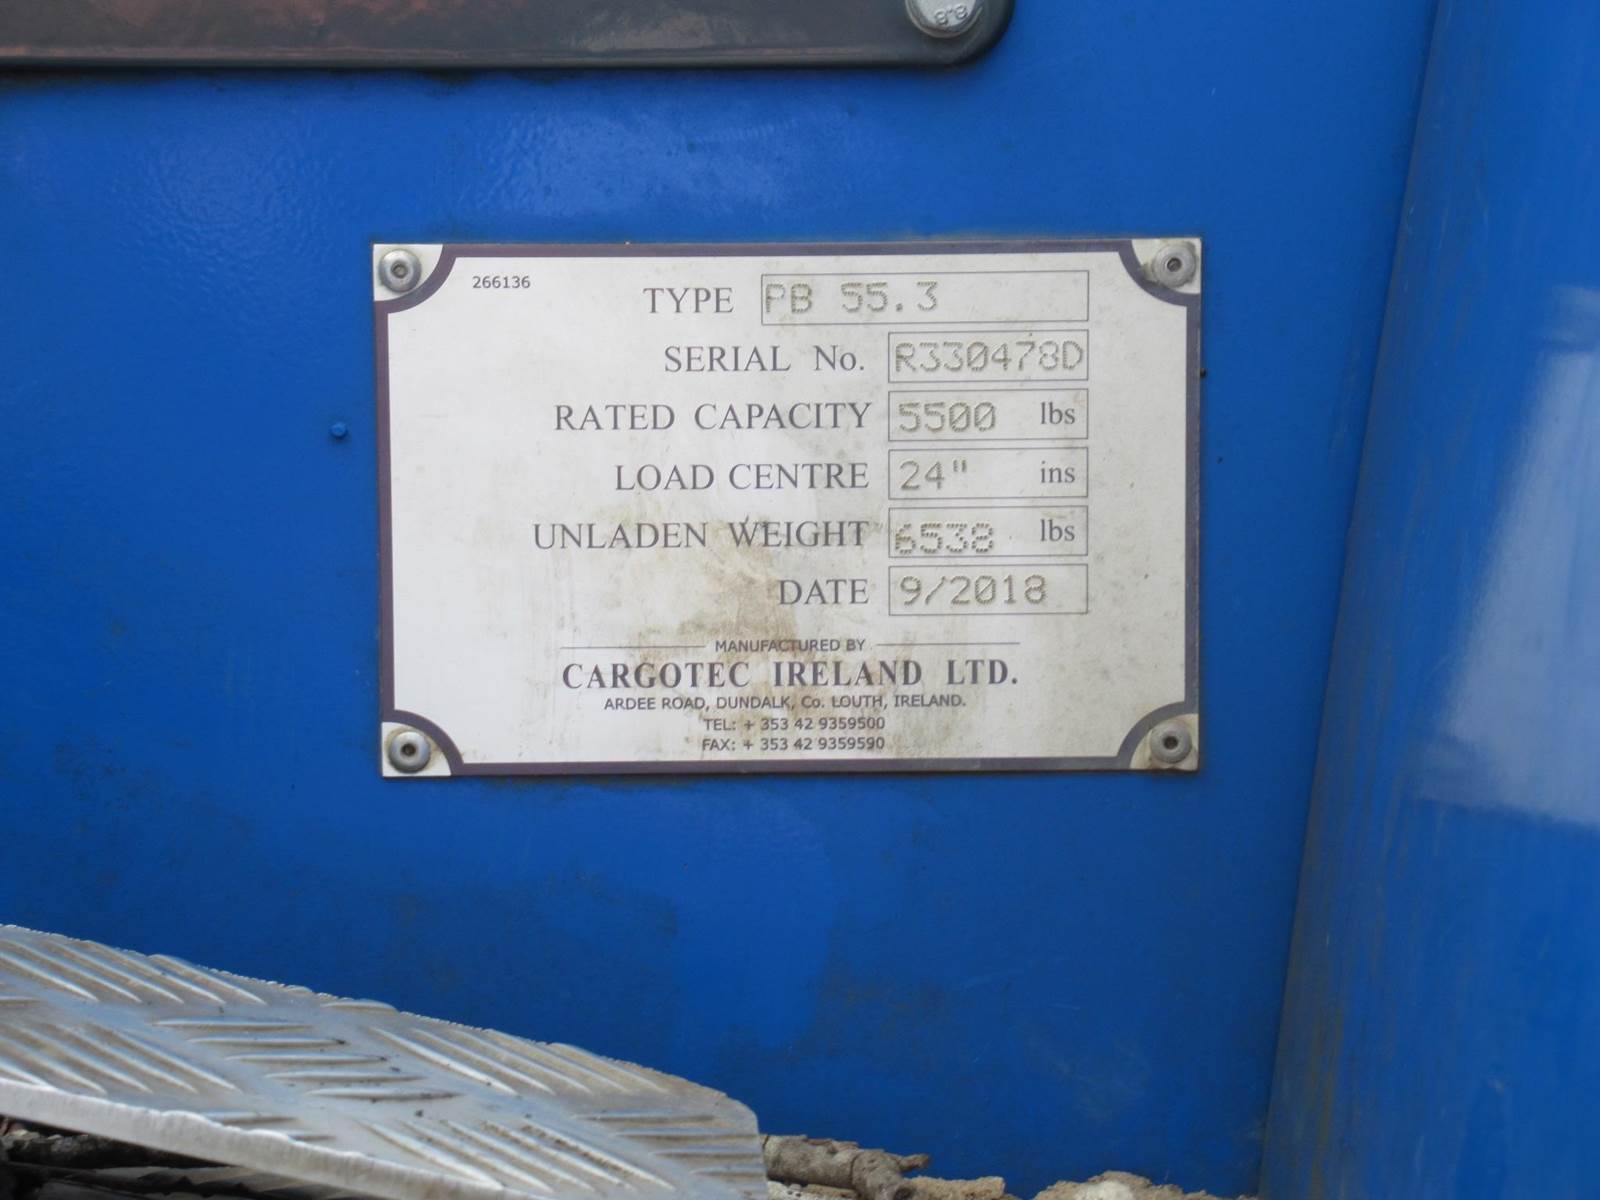 8.8
266136
TYPE PB 55.3
SERIAL No. R330478D
RATED CAPACITY 5500 lbs
LOAD CENTRE 24" ins
UNLADEN WEIGHT 6538 lbs
DATE 9/2018
MANUFACTURED BY
CARGOTEC IRELAND LTD.
ARDEE ROAD, DUNDALK, Co. LOUTH, IRELAND.
TEL: + 353 42 9359500
FAX: + 353 42 9359590